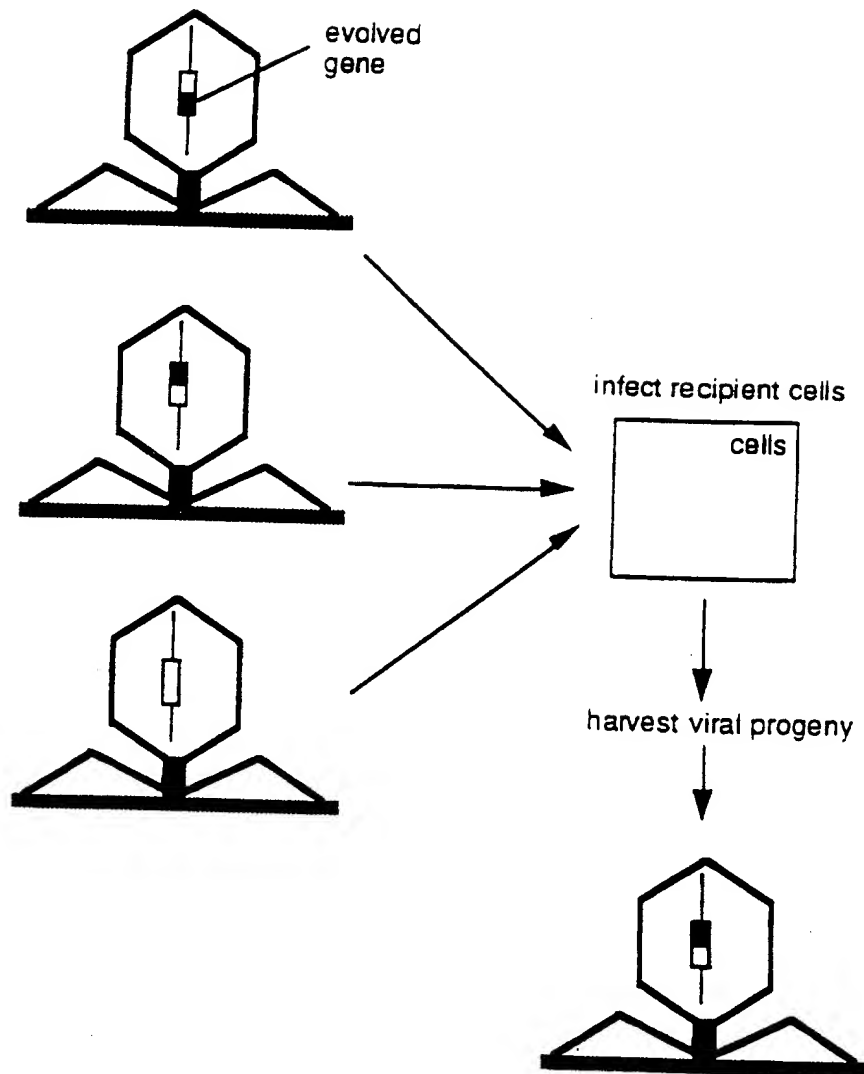 evolved
gene
infect recipient cells
cells
harvest viral progeny